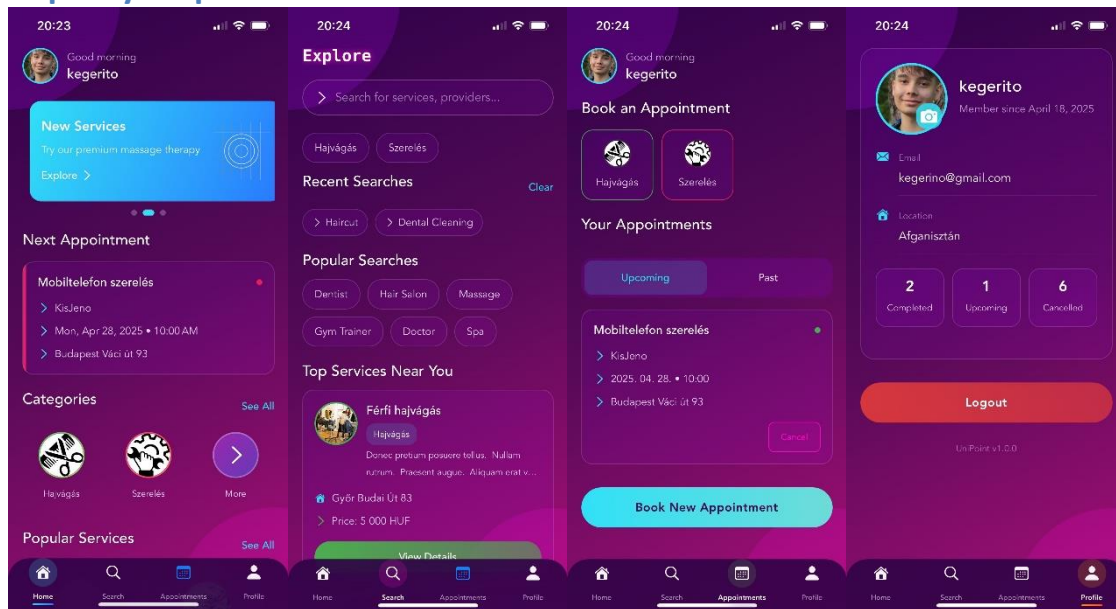 20:23
Good morning
kegerito
New Services
Try our premium massage therapy
Explore >
Next Appointment
Mobiltelefon szerelés
> KisJeno
> Mon, Apr 28, 2025 • 10:00 AM
> Budapest Váci út 93
Categories
See All
Hajvágás
Szerelés
More
Popular Services
See All
Home
Search
Appointments
Profile
20:24
Explore
> Search for services, providers...
Hajvágás
Szerelés
Recent Searches
Clear
> Haircut
> Dental Cleaning
Popular Searches
Dentist
Hair Salon
Massage
Gym Trainer
Doctor
Spa
Top Services Near You
Férfi hajvágás
Hajvágás
Donec pretium posuere tellus. Nullam
rutrum. Praesent augue. Aliquam erat v...
Győr Budai Út 83
> Price: 5 000 HUF
View Details
Home
Search
Appointments
Profile
20:24
Good morning
kegerito
Book an Appointment
Hajvágás
Szerelés
Your Appointments
Upcoming
Past
Mobiltelefon szerelés
> KisJeno
> 2025. 04. 28. • 10:00
> Budapest Váci út 93
Cancel
Book New Appointment
Home
Search
Appointments
Profile
20:24
kegerito
Member since April 18, 2025
Email
kegerino@gmail.com
Location
Afganisztán
2
Completed
1
Upcoming
6
Cancelled
Logout
UniPoint v1.0.0
Home
Search
Appointments
Profile